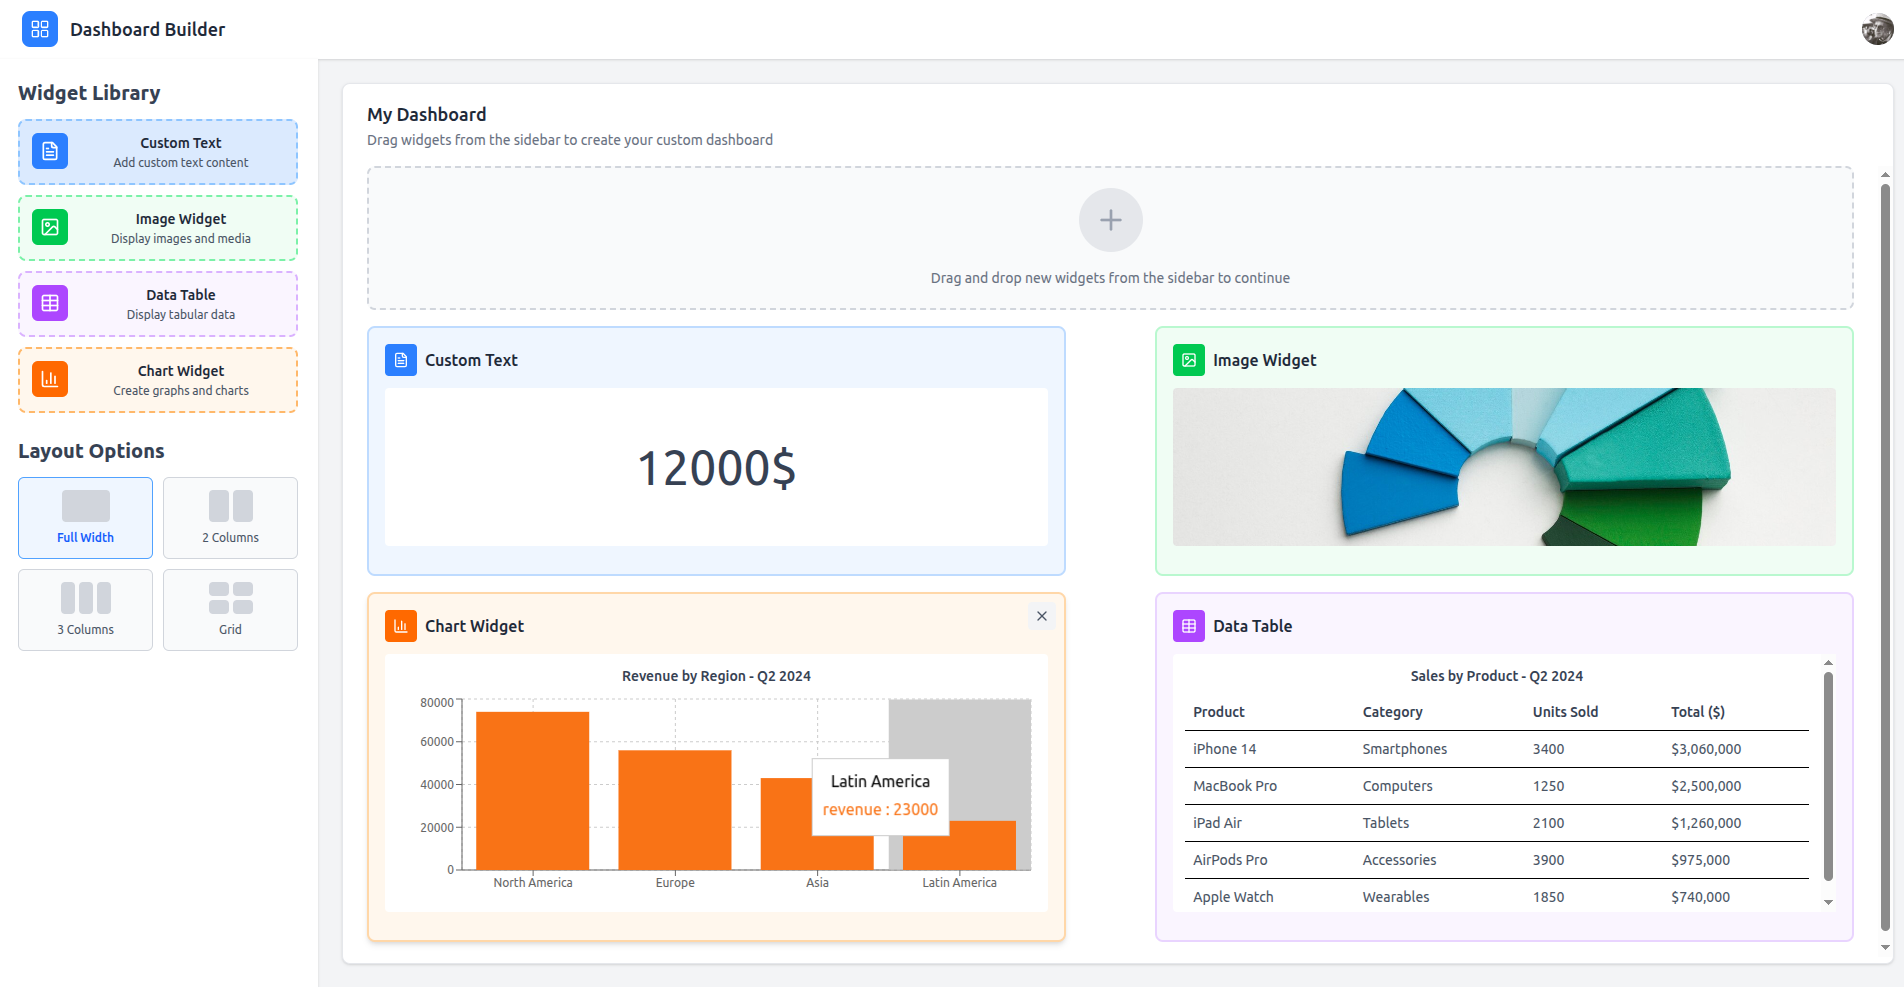 Dashboard Builder
Widget Library
Custom Text
Add custom text content
Image Widget
Display images and media
Data Table
Display tabular data
Chart Widget
Create graphs and charts
Layout Options
Full Width
2 Columns
3 Columns
Grid
My Dashboard
Drag widgets from the sidebar to create your custom dashboard
Drag and drop new widgets from the sidebar to continue
Custom Text
12000$
Image Widget
Chart Widget
Revenue by Region - Q2 2024
80000
60000
40000
20000
0
North America Europe Asia Latin America
Latin America
revenue : 23000
Data Table
Sales by Product - Q2 2024
Product Category Units Sold Total ($)
iPhone 14 Smartphones 3400 $3,060,000
MacBook Pro Computers 1250 $2,500,000
iPad Air Tablets 2100 $1,260,000
AirPods Pro Accessories 3900 $975,000
Apple Watch Wearables 1850 $740,000